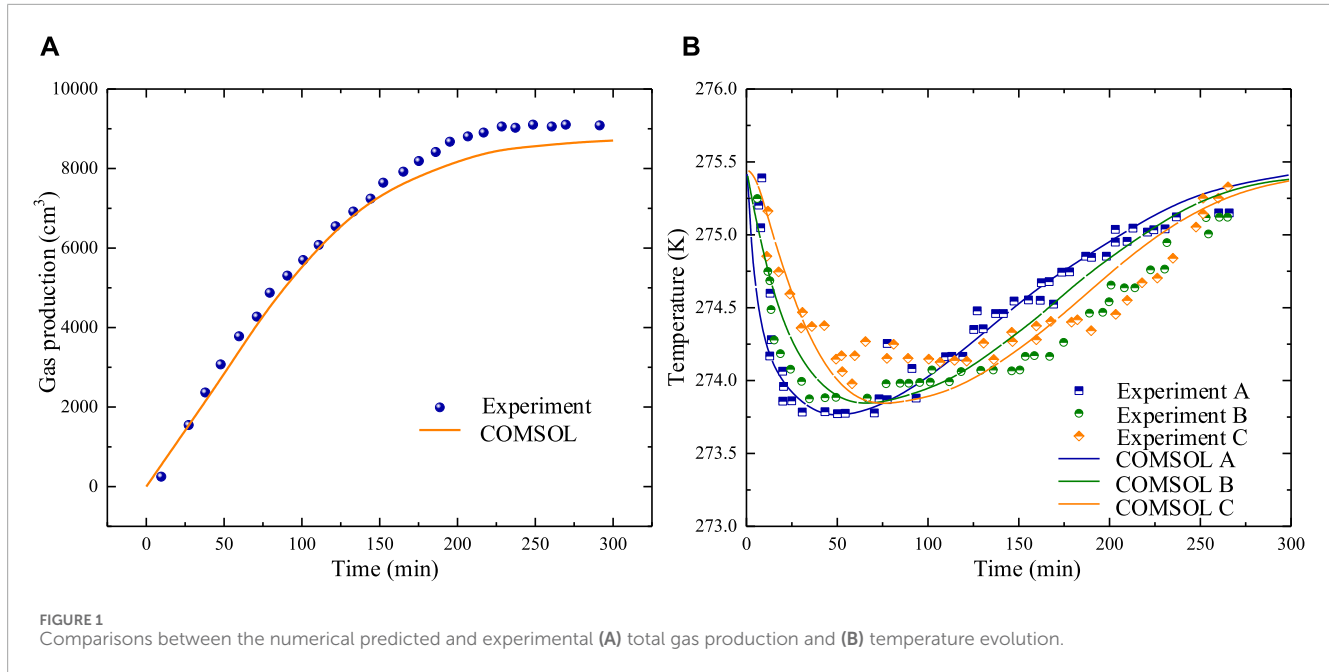 A
Gas production (cm³)
10000
8000
6000
4000
2000
0
Experiment
COMSOL
0 50 100 150 200 250 300
Time (min)
B
Temperature (K)
276.0
275.5
275.0
274.5
274.0
273.5
273.0
Experiment A
Experiment B
Experiment C
COMSOL A
COMSOL B
COMSOL C
0 50 100 150 200 250 300
Time (min)
FIGURE 1
Comparisons between the numerical predicted and experimental (A) total gas production and (B) temperature evolution.